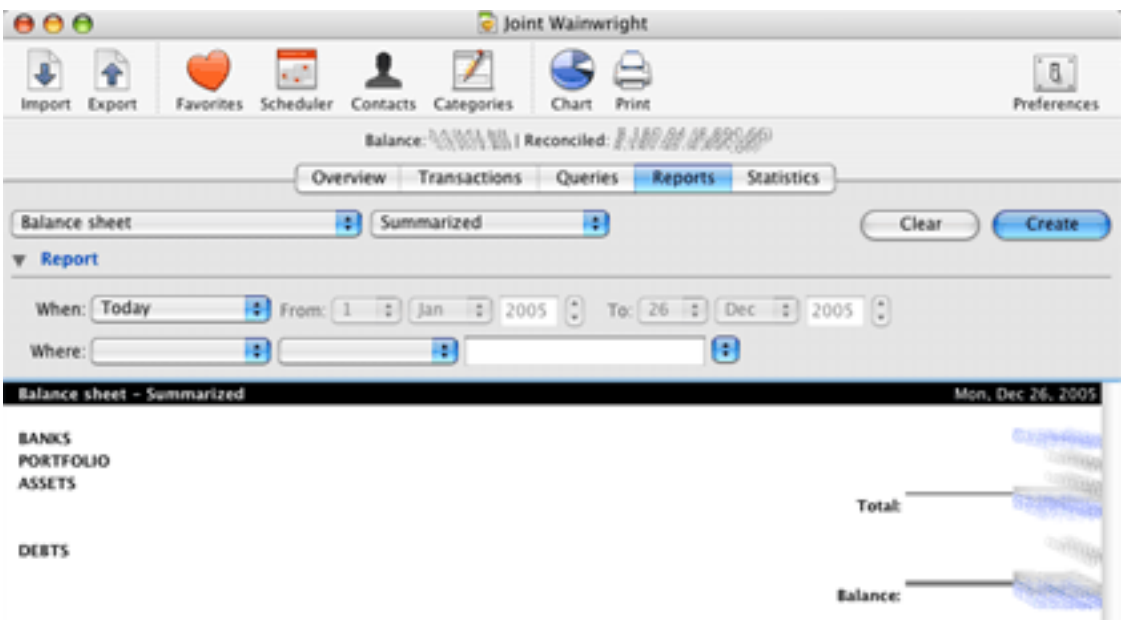 Joint Wainwright
Import Export Favorites Scheduler Contacts Categories Chart Print Preferences
Balance: | Reconciled:
Overview Transactions Queries Reports Statistics
Balance sheet Summarized Clear Create
Report
When: Today From: 1 Jan 2005 To: 26 Dec 2005
Where:
Balance sheet - Summarized Mon, Dec 26, 2005
BANKS
PORTFOLIO
ASSETS
Total:
DEBTS
Balance: